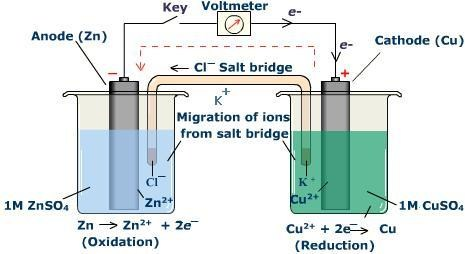 Key
Voltmeter
e-
Anode (Zn)
e-
Cathode (Cu)
−
+
Cl⁻ Salt bridge
K⁺
Migration of ions
from salt bridge
Cl⁻
K⁺
Zn²⁺
Cu²⁺
1M ZnSO₄
1M CuSO₄
Zn → Zn²⁺ + 2e⁻
(Oxidation)
Cu²⁺ + 2e⁻ → Cu
(Reduction)